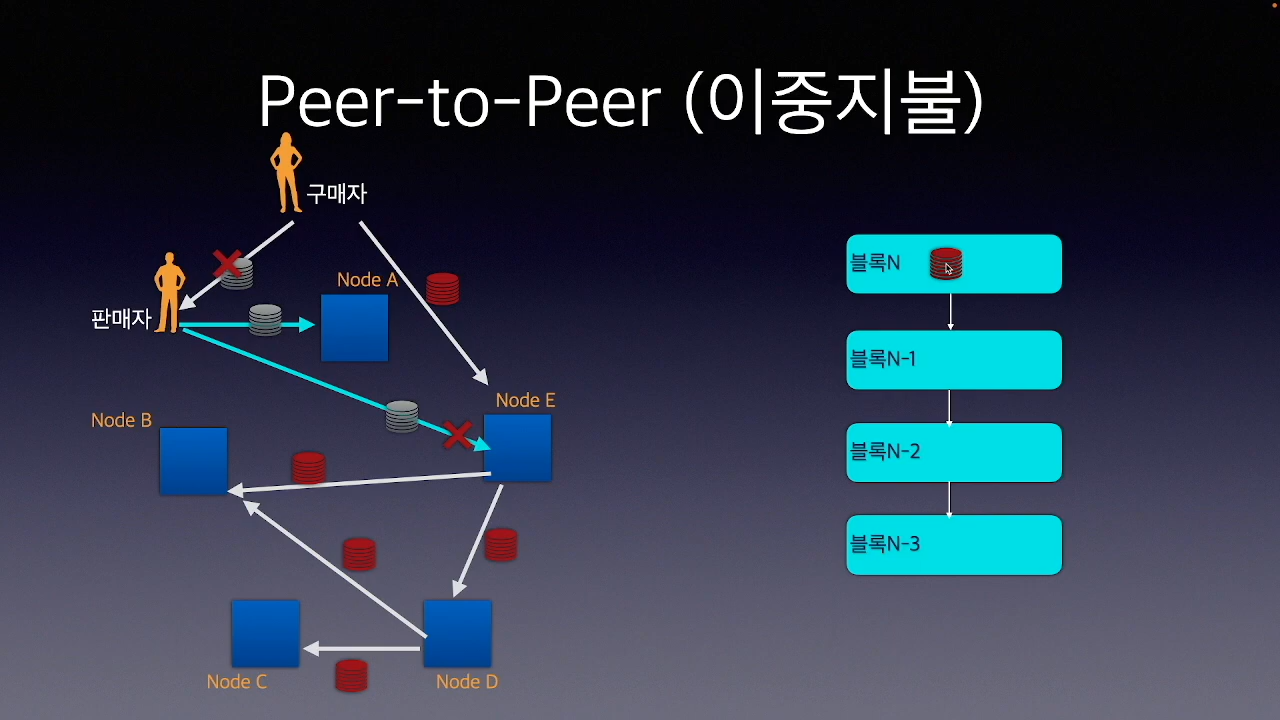 Peer-to-Peer (이중지불)
구매자
판매자
Node A
Node E
Node B
Node C
Node D
블록N
블록N-1
블록N-2
블록N-3